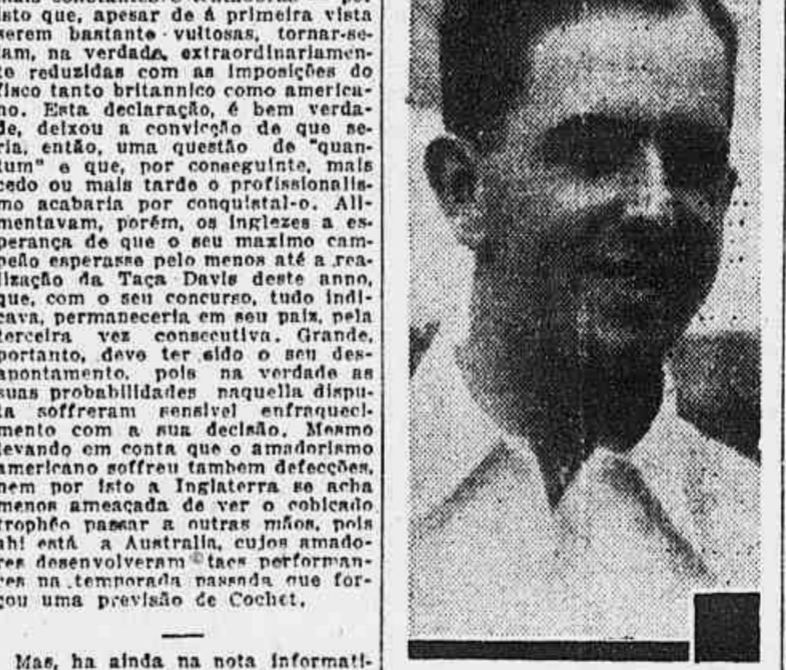 isto que, apesar de á primeira vista
serem bastante vultosas, tornar-se-
iam, na verdade, extraordinariamen-
te reduzidas com as imposições do
fisco tanto britannico como america-
no. Esta declaração, é bem verda-
de, deixou a convicção de que se-
ria, então, uma questão de "quan-
tum" e que, por conseguinte, mais
cedo ou mais tarde o profissionalis-
mo acabaria por conquistal-o. Ali-
mentavam, porém, os inglezes a es-
perança de que o seu maximo cam-
peão esperasse pelo menos até a rea-
lização da Taça Davis deste anno,
que, com o seu concurso, tudo indi-
cava, permaneceria em seu paiz, pela
terceira vez consecutiva. Grande,
portanto, deve ter sido o seu des-
apontamento, pois na verdade as
suas probabilidades naquella dispu-
ta soffreram sensivel enfraqueci-
mento com a sua decisão. Mesmo
levando em conta que o amadorismo
americano soffreu tambem defecções,
nem por isto a Inglaterra se acha
menos ameaçada de ver o cobiçado
trophéo passar a outras mãos, pois
ahi está a Australia, cujos amado-
res desenvolveram taes performan-
ces na temporada passada que for-
çou uma previsão de Cochet.
Mas, ha ainda na nota informati-